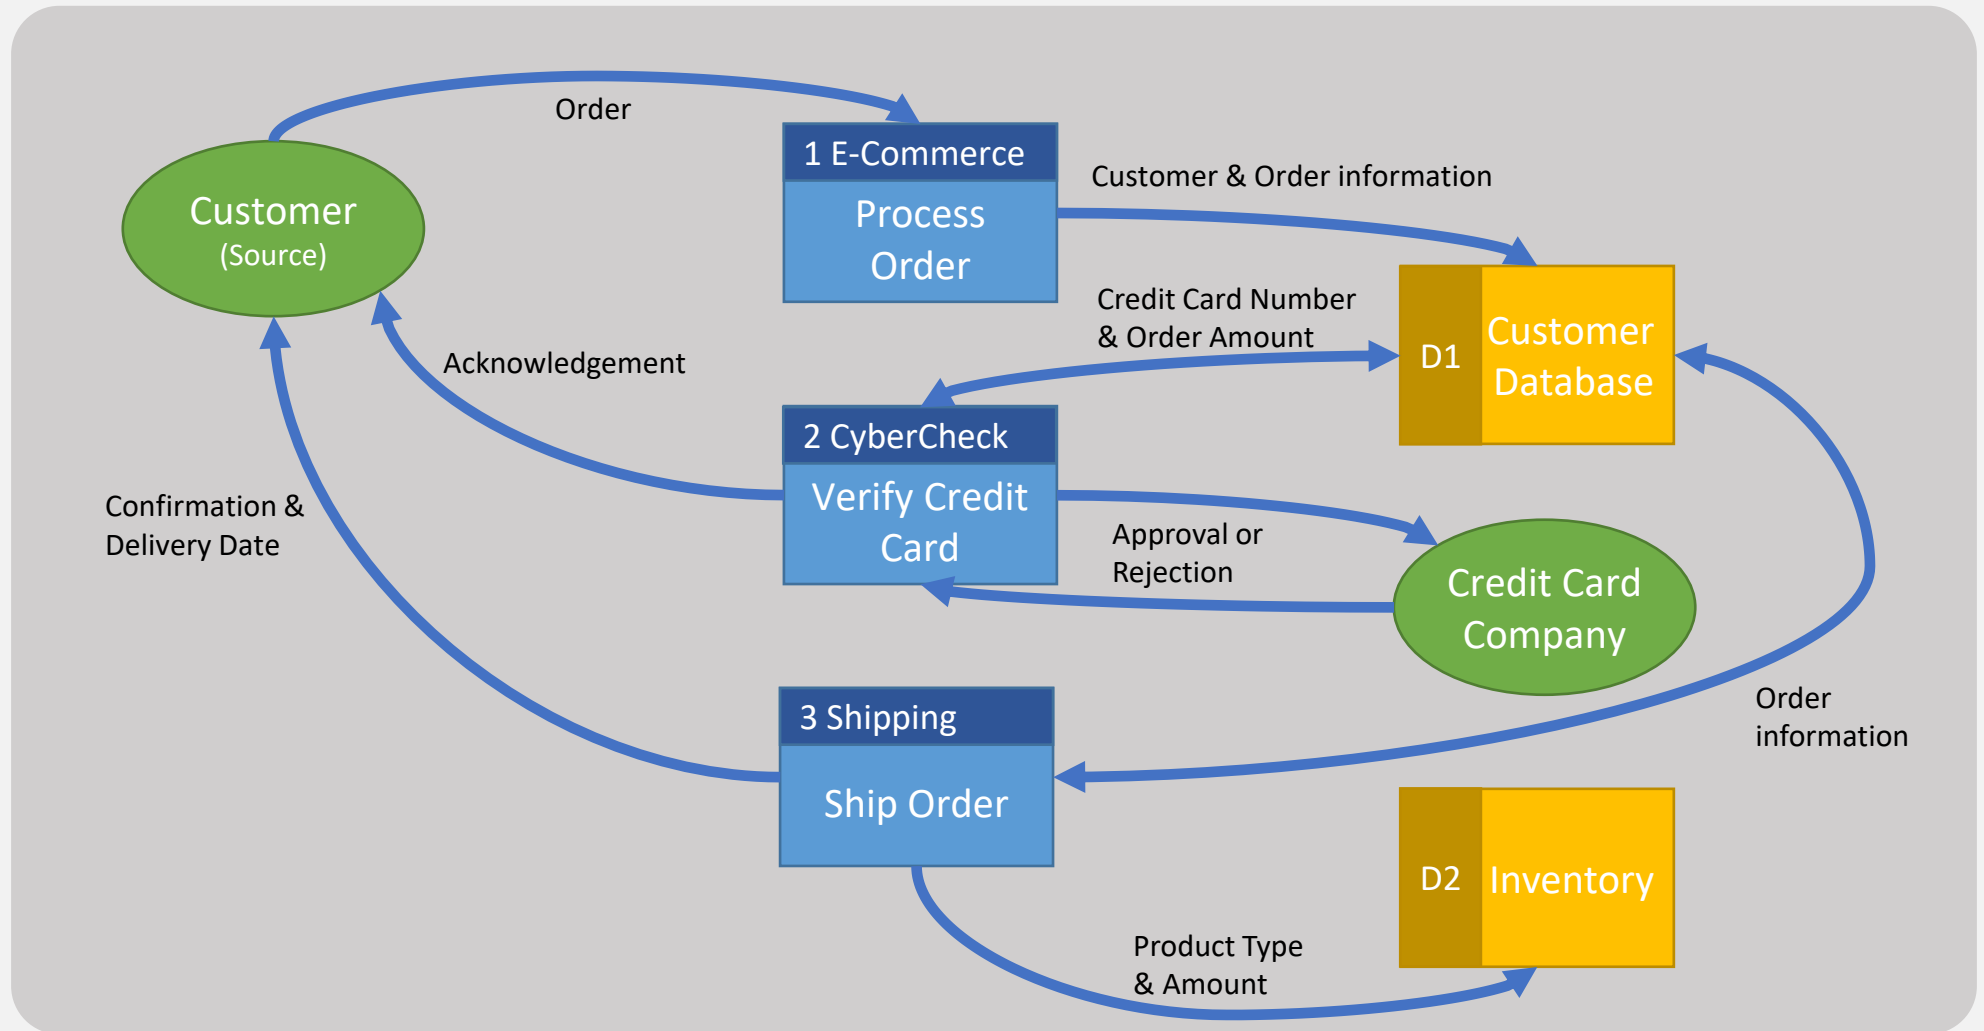 Order
1 E-Commerce
Process
Order
Customer & Order information
Customer
(Source)
Credit Card Number
& Order Amount
D1
Customer
Database
Acknowledgement
2 CyberCheck
Verify Credit
Card
Confirmation &
Delivery Date
Approval or
Rejection
Credit Card
Company
3 Shipping
Ship Order
Order
information
D2
Inventory
Product Type
& Amount